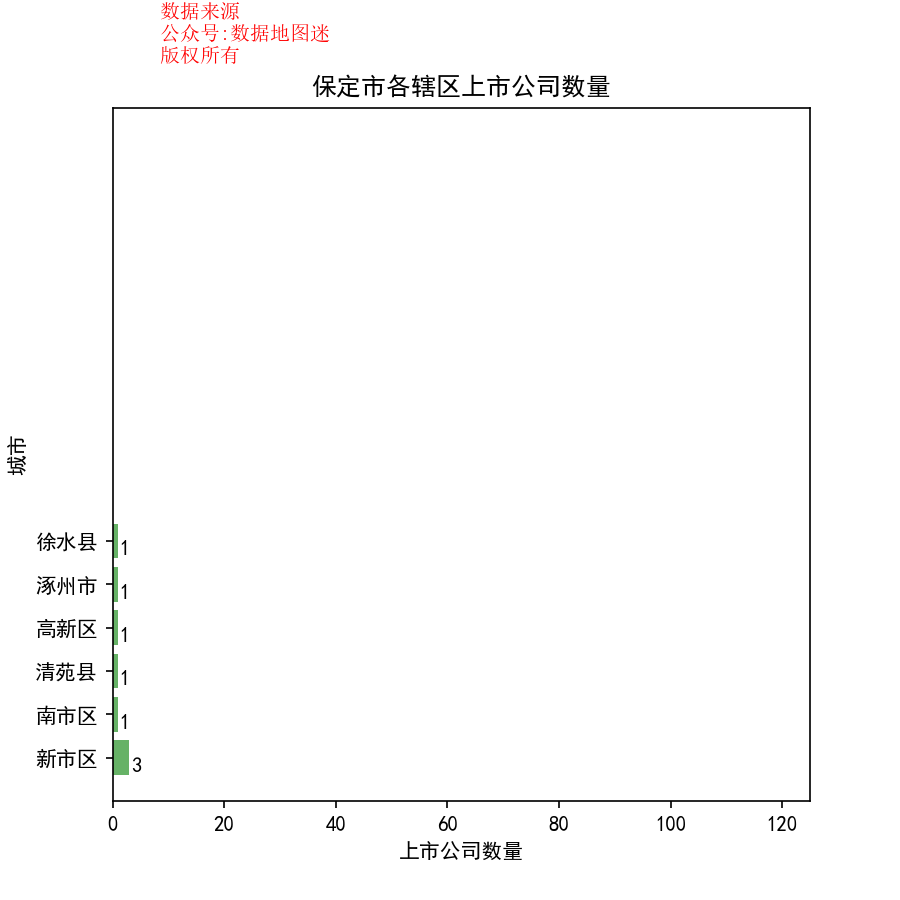 数据来源
公众号:数据地图迷
版权所有
保定市各辖区上市公司数量
城市
徐水县 1
涿州市 1
高新区 1
清苑县 1
南市区 1
新市区 3
0 20 40 60 80 100 120
上市公司数量